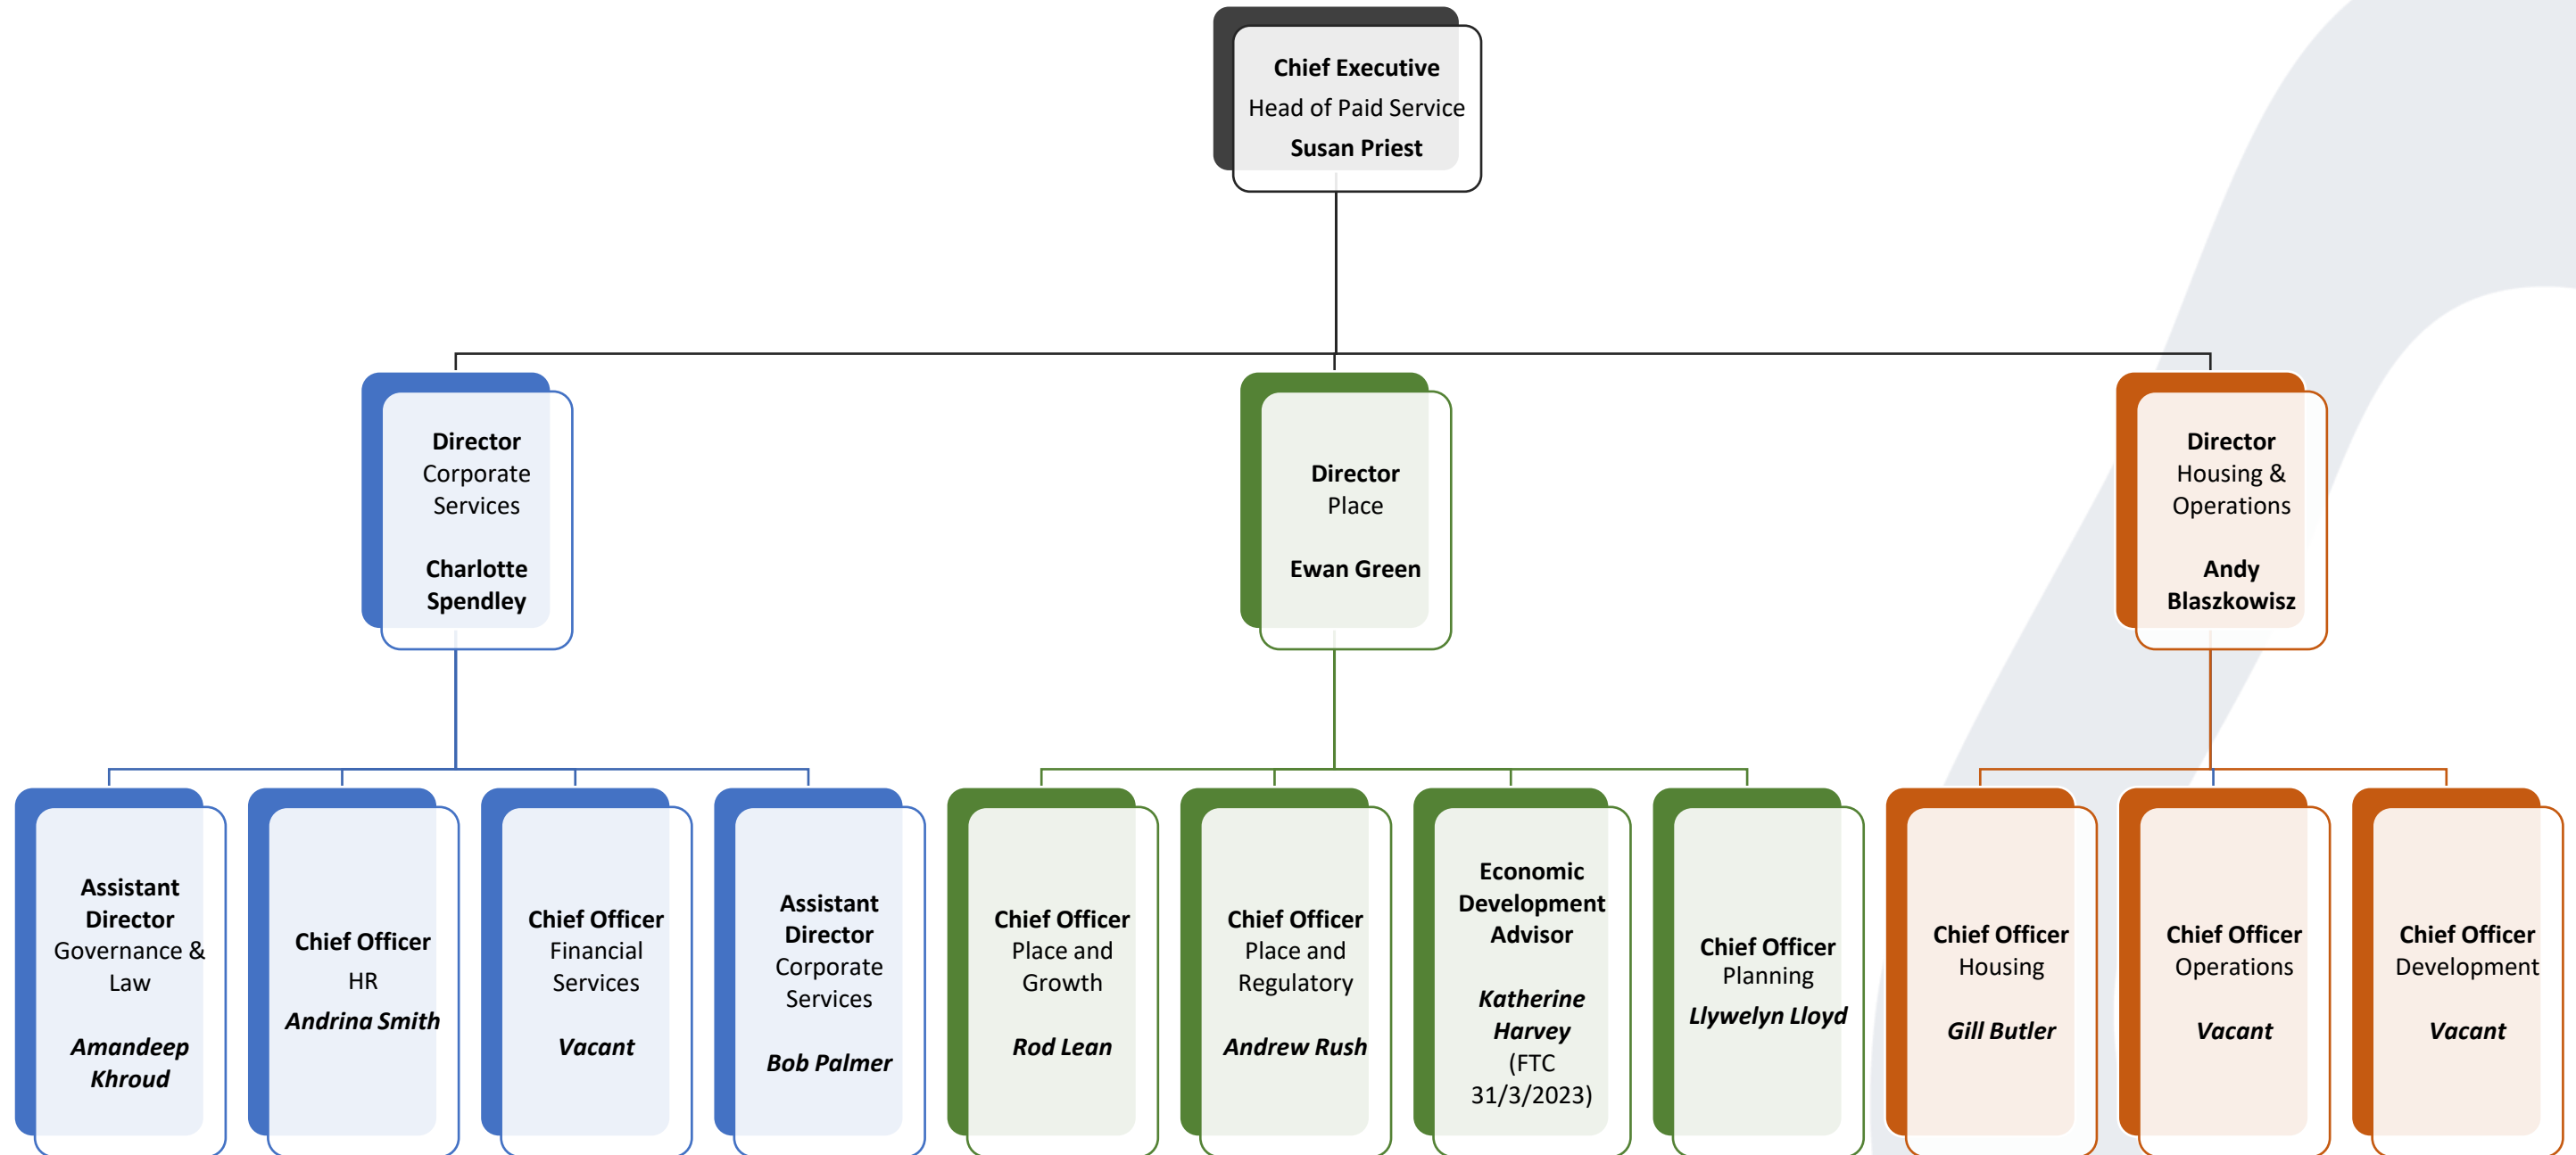 Chief Executive
Head of Paid Service
Susan Priest
Director
Corporate
Services
Charlotte
Spendley
Director
Place
Ewan Green
Director
Housing &
Operations
Andy
Blaszkowisz
Assistant
Director
Governance &
Law
Amandeep
Khroud
Chief Officer
HR
Andrina Smith
Chief Officer
Financial
Services
Vacant
Assistant
Director
Corporate
Services
Bob Palmer
Chief Officer
Place and
Growth
Rod Lean
Chief Officer
Place and
Regulatory
Andrew Rush
Economic
Development
Advisor
Katherine
Harvey
(FTC
31/3/2023)
Chief Officer
Planning
Llywelyn Lloyd
Chief Officer
Housing
Gill Butler
Chief Officer
Operations
Vacant
Chief Officer
Development
Vacant